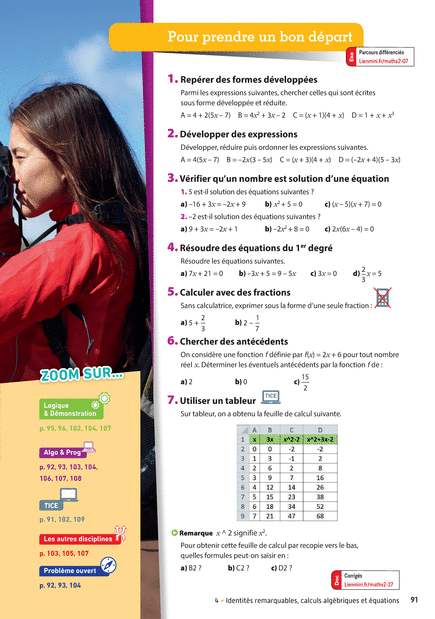 Pour prendre un bon départ
Exos
Parcours différenciés
Lienmini.fr/maths2-07
1. Repérer des formes développées
Parmi les expressions suivantes, chercher celles qui sont écrites
sous forme développée et réduite.
A = 4 + 2(5x – 7) B = 4x² + 3x – 2 C = (x + 1)(4 + x) D = 1 + x + x³
2. Développer des expressions
Développer, réduire puis ordonner les expressions suivantes.
A = 4(5x – 7) B = –2x(3 – 5x) C = (x + 3)(4 + x) D = (–2x + 4)(5 – 3x)
3. Vérifier qu'un nombre est solution d'une équation
1. 5 est-il solution des équations suivantes ?
a) –16 + 3x = –2x + 9 b) x² + 5 = 0 c) (x – 5)(x + 7) = 0
2. –2 est-il solution des équations suivantes ?
a) 9 + 3x = –2x + 1 b) –2x² + 8 = 0 c) 2x(6x – 4) = 0
4. Résoudre des équations du 1er degré
Résoudre les équations suivantes.
a) 7x + 21 = 0 b) –3x + 5 = 9 – 5x c) 3x = 0 d) 2/3 x = 5
5. Calculer avec des fractions
Sans calculatrice, exprimer sous la forme d'une seule fraction :
a) 5 + 2/3 b) 2 – 1/7
6. Chercher des antécédents
On considère une fonction f définie par f(x) = 2x + 6 pour tout nombre
réel x. Déterminer les éventuels antécédents par la fonction f de :
a) 2 b) 0 c) 15/2
7. Utiliser un tableur TICE
Sur tableur, on a obtenu la feuille de calcul suivante.
A B C D
1 x 3x x^2-2 x^2+3x-2
2 0 0 -2 -2
3 1 3 -1 2
4 2 6 2 8
5 3 9 7 16
6 4 12 14 26
7 5 15 23 38
8 6 18 34 52
9 7 21 47 68
Remarque x ^ 2 signifie x².
Pour obtenir cette feuille de calcul par recopie vers le bas,
quelles formules peut-on saisir en :
a) B2 ? b) C2 ? c) D2 ?
Doc
Corrigés
Lienmini.fr/maths2-27
4 • Identités remarquables, calculs algébriques et équations 91
ZOOM SUR...
Logique
& Démonstration
p. 95, 96, 102, 104, 107
Algo & Prog
p. 92, 93, 103, 104,
106, 107, 108
TICE
p. 91, 102, 109
Les autres disciplines
p. 103, 105, 107
Problème ouvert
p. 92, 93, 104